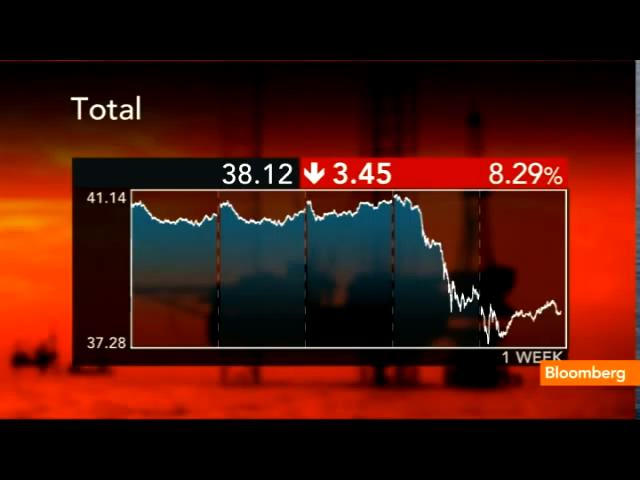 Total
38.12 3.45 8.29%
41.14
37.28
1 WEEK
Bloomberg